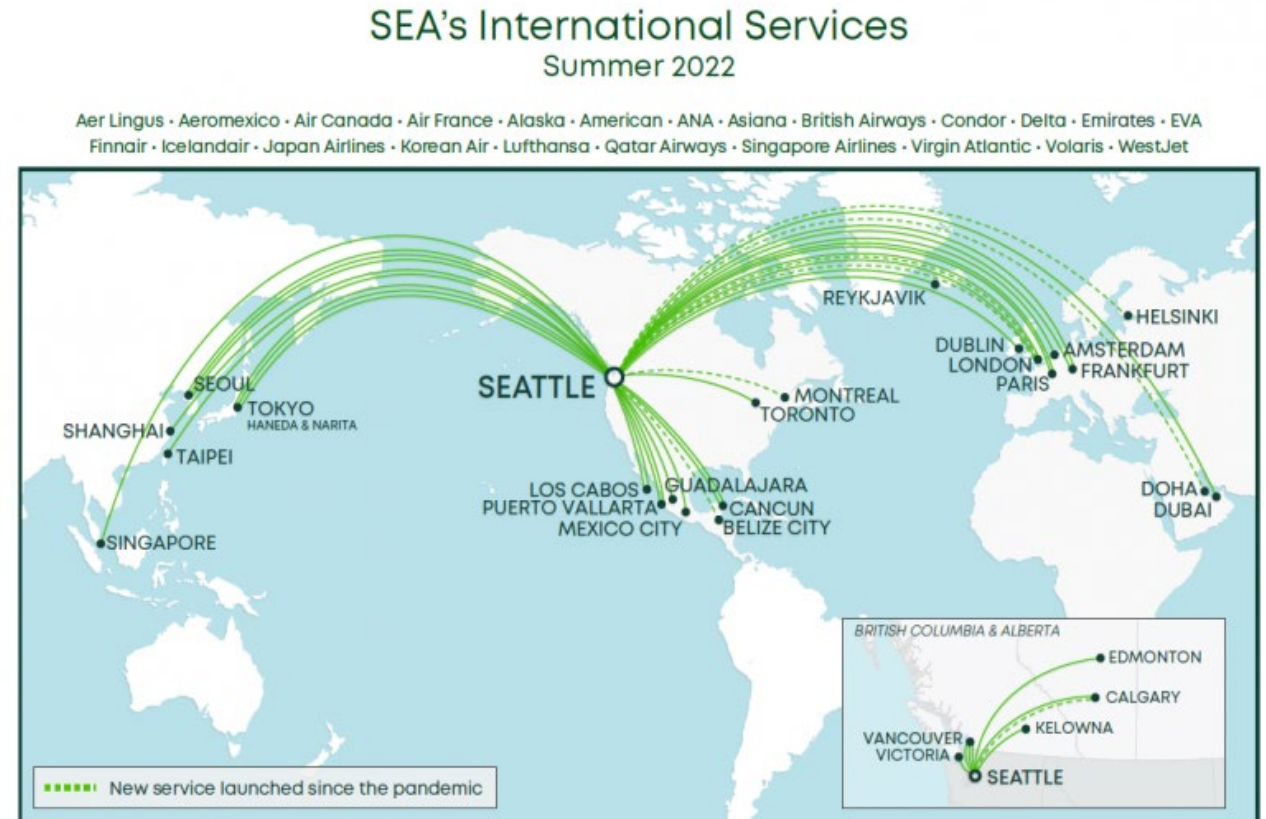 SEA's International Services
Summer 2022
Aer Lingus · Aeromexico · Air Canada · Air France · Alaska · American · ANA · Asiana · British Airways · Condor · Delta · Emirates · EVA
Finnair · Icelandair · Japan Airlines · Korean Air · Lufthansa · Qatar Airways · Singapore Airlines · Virgin Atlantic · Volaris · WestJet
REYKJAVIK
HELSINKI
DUBLIN
AMSTERDAM
LONDON
FRANKFURT
PARIS
SEATTLE
SEOUL
MONTREAL
TOKYO
TORONTO
HANEDA & NARITA
SHANGHAI
TAIPEI
LOS CABOS
GUADALAJARA
DOHA
PUERTO VALLARTA
CANCUN
DUBAI
MEXICO CITY
BELIZE CITY
SINGAPORE
BRITISH COLUMBIA & ALBERTA
EDMONTON
CALGARY
KELOWNA
VANCOUVER
VICTORIA
SEATTLE
New service launched since the pandemic